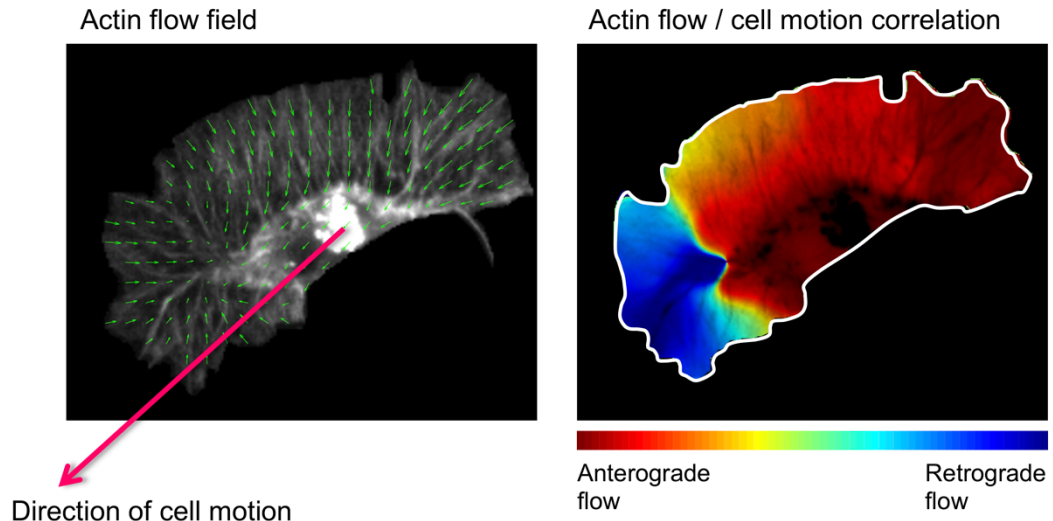 Actin flow field
Actin flow / cell motion correlation
Anterograde
flow
Retrograde
flow
Direction of cell motion